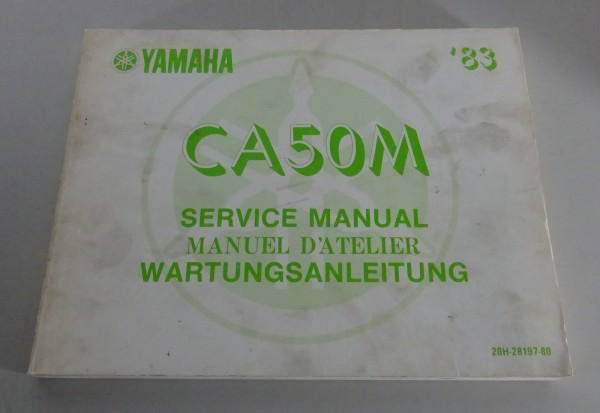 YAMAHA '83
CA50M
SERVICE MANUAL
MANUEL D'ATELIER
WARTUNGSANLEITUNG
20H-28197-80